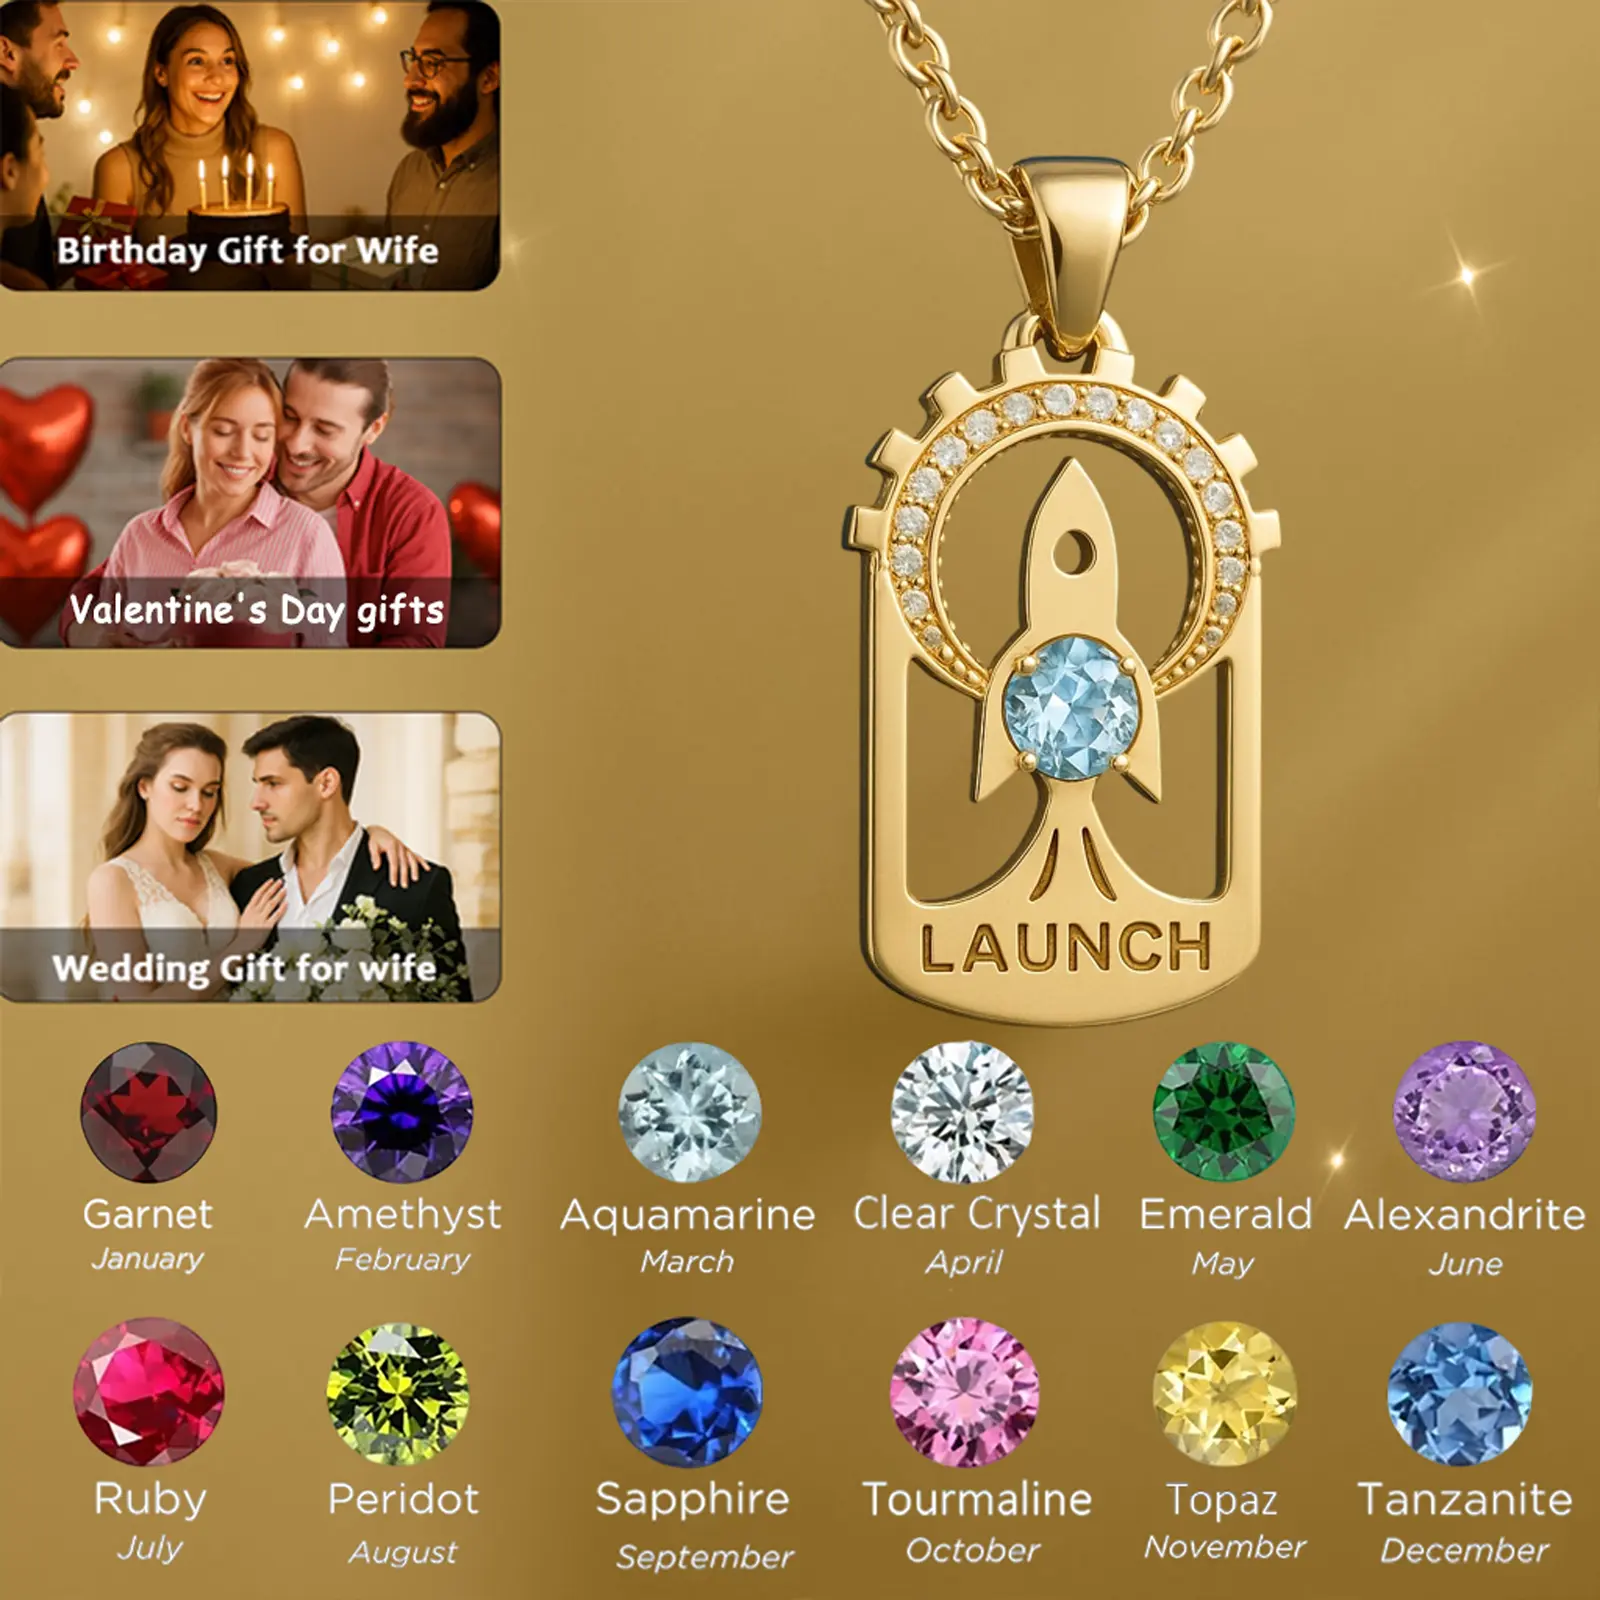 Birthday Gift for Wife
Valentine's Day gifts
Wedding Gift for wife
LAUNCH
Garnet
January
Amethyst
February
Aquamarine
March
Clear Crystal
April
Emerald
May
Alexandrite
June
Ruby
July
Peridot
August
Sapphire
September
Tourmaline
October
Topaz
November
Tanzanite
December